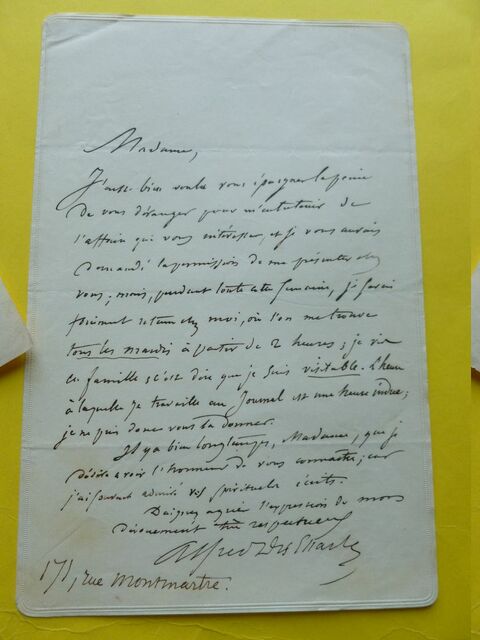 Madame,
J'aurais bien voulu vous épargner la peine
de vous déranger pour m'entretenir de
l'affaire qui vous intéresse, et je vous aurais
demandé la permission de me présenter chez
vous; mais, pendant toute cette semaine, je serai
forcément retenu chez moi, où l'on me trouve
tous les mardis à partir de 2 heures; je vis
en famille; c'est dire que je suis visitable. L'heure
à laquelle je travaille au Journal est une heure indue;
je ne puis donc vous la donner.
Il y a bien longtemps, Madame, que je
désire avoir l'honneur de vous connaître; car
j'ai souvent admiré vos spirituels écrits.
Daignez agréer l'expression de mon
dévouement très respectueux
Alfred Des Essarts
171, rue Montmartre.